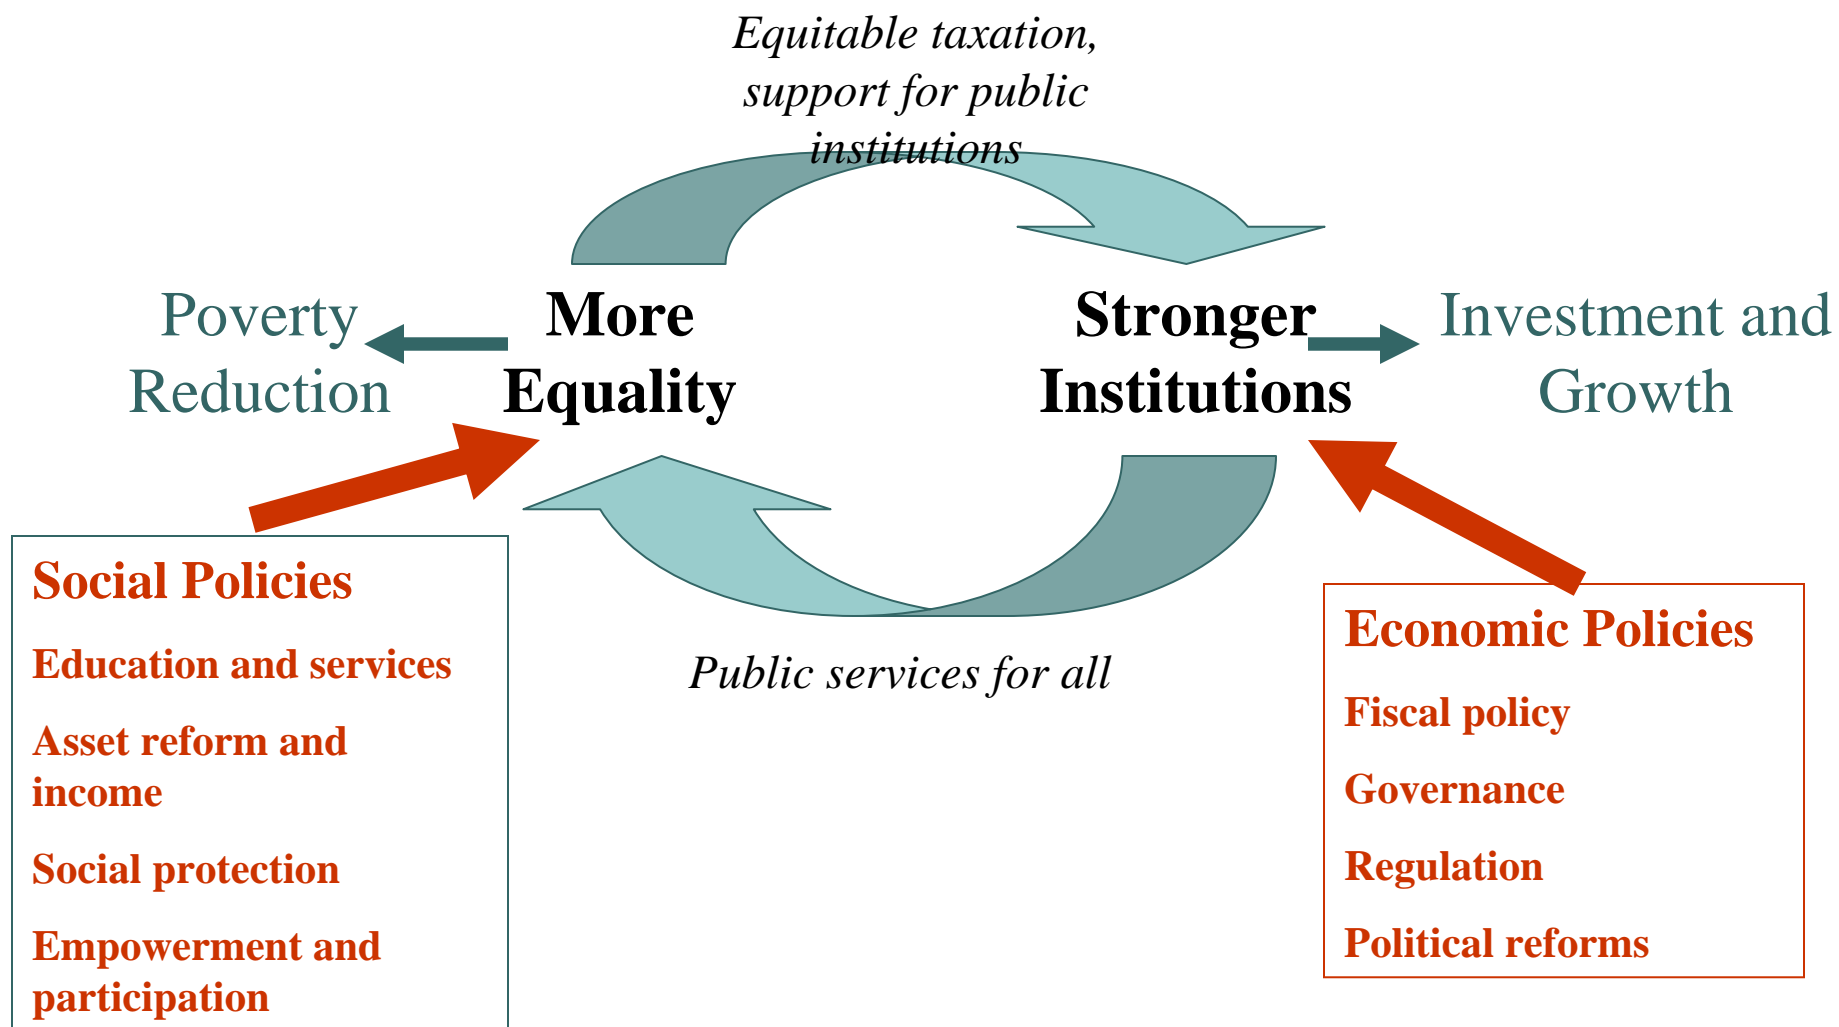 Equitable taxation,
support for public
institutions
Poverty
Reduction
More
Equality
Stronger
Institutions
Investment and
Growth
Social Policies
Education and services
Asset reform and
income
Social protection
Empowerment and
participation
Public services for all
Economic Policies
Fiscal policy
Governance
Regulation
Political reforms